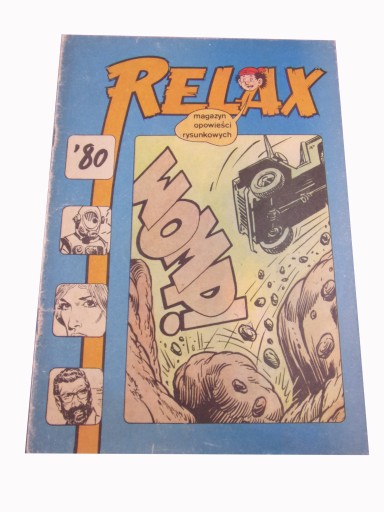 RELAX
magazyn
opowieści
rysunkowych
'80
WOMP!